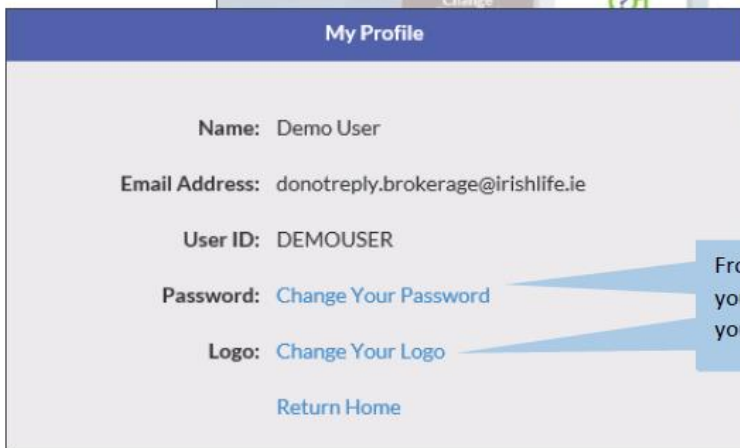 Change
My Profile
Name: Demo User
Email Address: donotreply.brokerage@irishlife.ie
User ID: DEMOUSER
Password: Change Your Password
Logo: Change Your Logo
Return Home